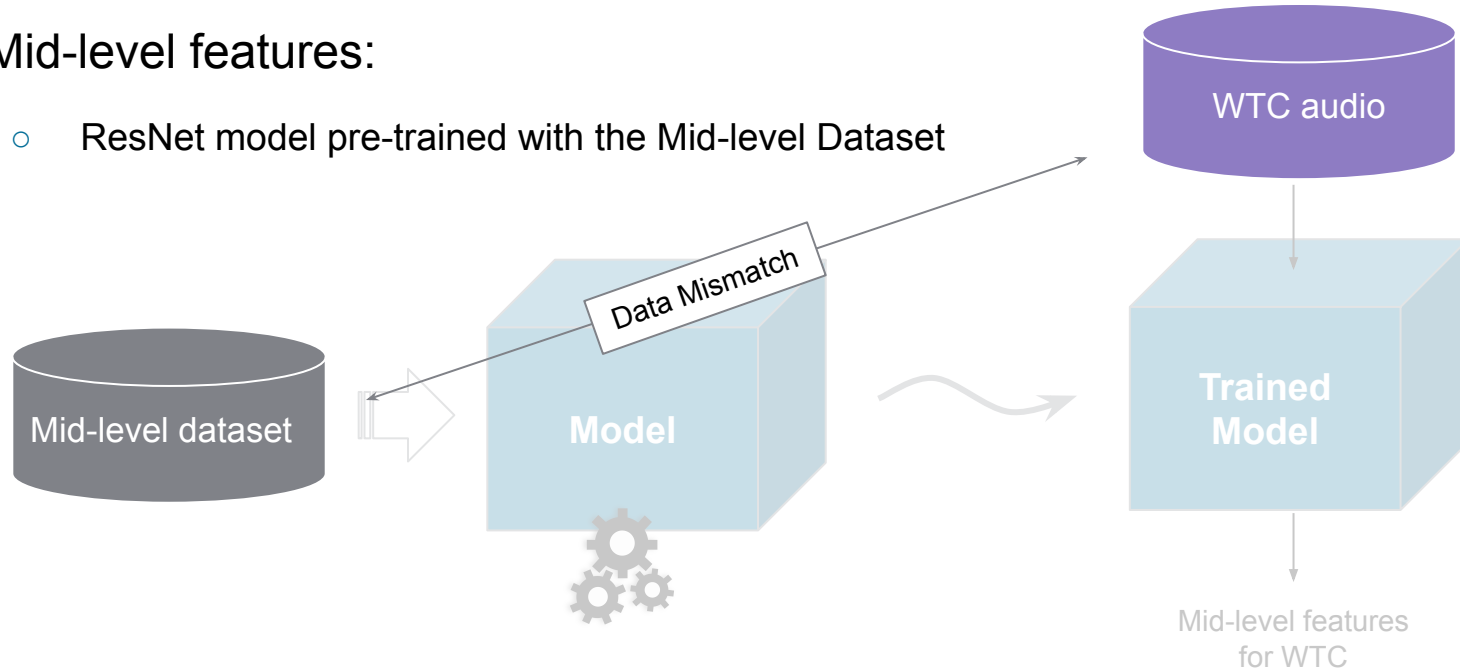 Mid-level features:
○ ResNet model pre-trained with the Mid-level Dataset
WTC audio
Data Mismatch
Mid-level dataset
Model
Trained
Model
Mid-level features
for WTC